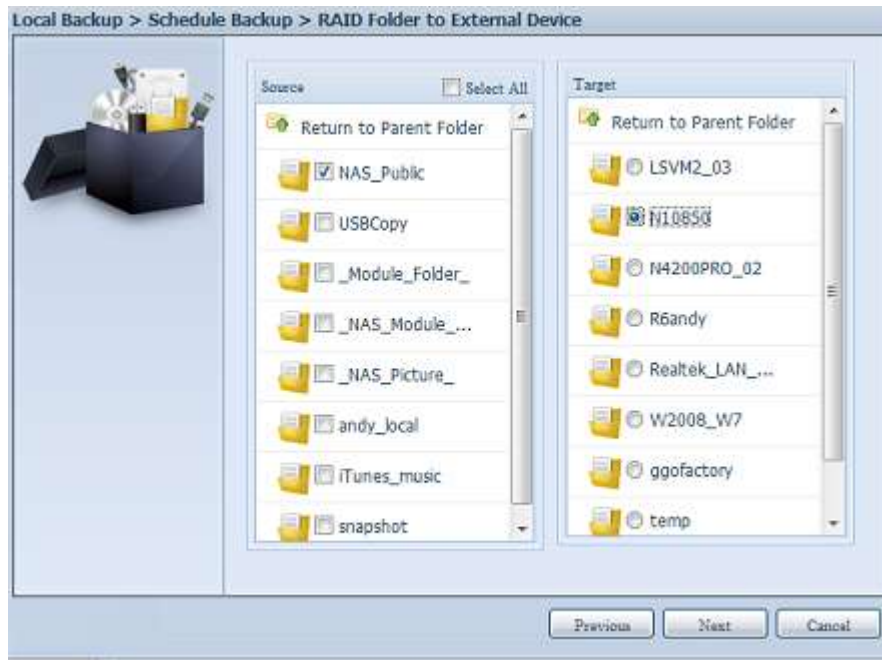 Local Backup > Schedule Backup > RAID Folder to External Device
Source
Select All
Return to Parent Folder
NAS_Public
USBCopy
_Module_Folder_
_NAS_Module_...
_NAS_Picture_
andy_local
iTunes_music
snapshot
Target
Return to Parent Folder
LSVM2_03
N10850
N4200PRO_02
R6andy
Realtek_LAN_...
W2008_W7
ggofactory
temp
Previous
Next
Cancel